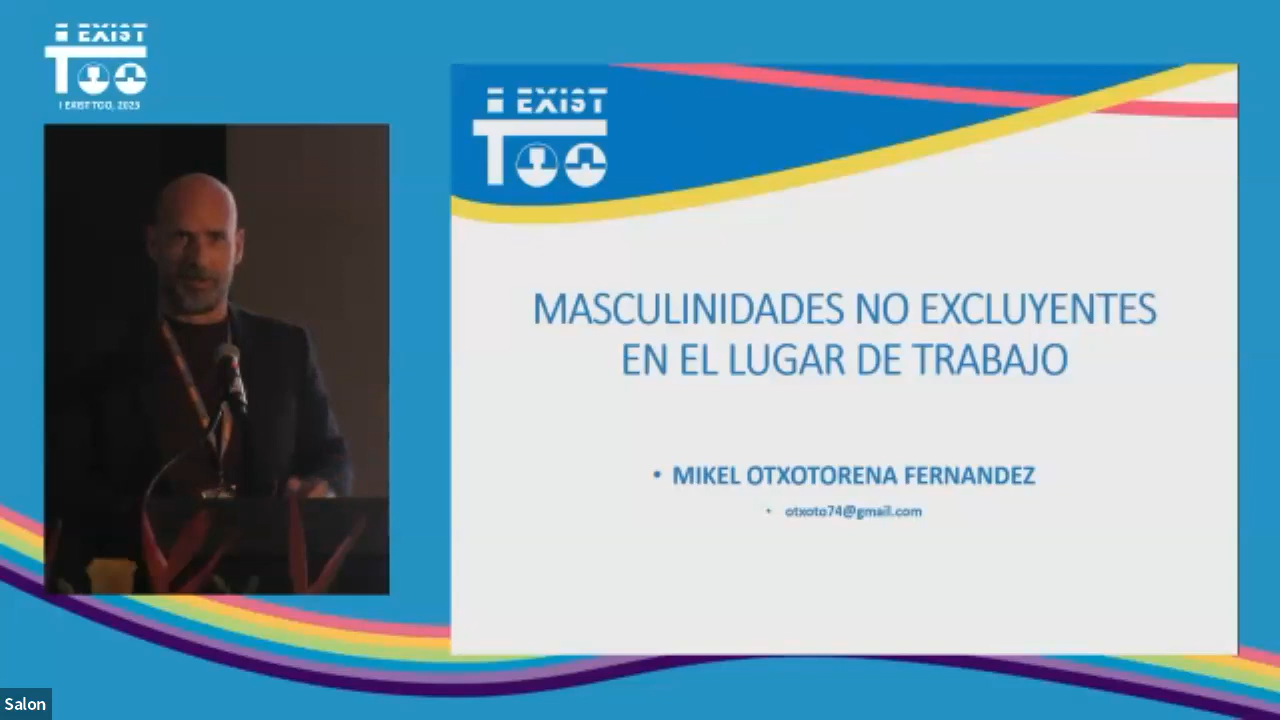 I EXIST
TOO
I EXIST TOO, 2023
I EXIST
TOO
MASCULINIDADES NO EXCLUYENTES
EN EL LUGAR DE TRABAJO
• MIKEL OTXOTORENA FERNANDEZ
• otxoto74@gmail.com
Salon